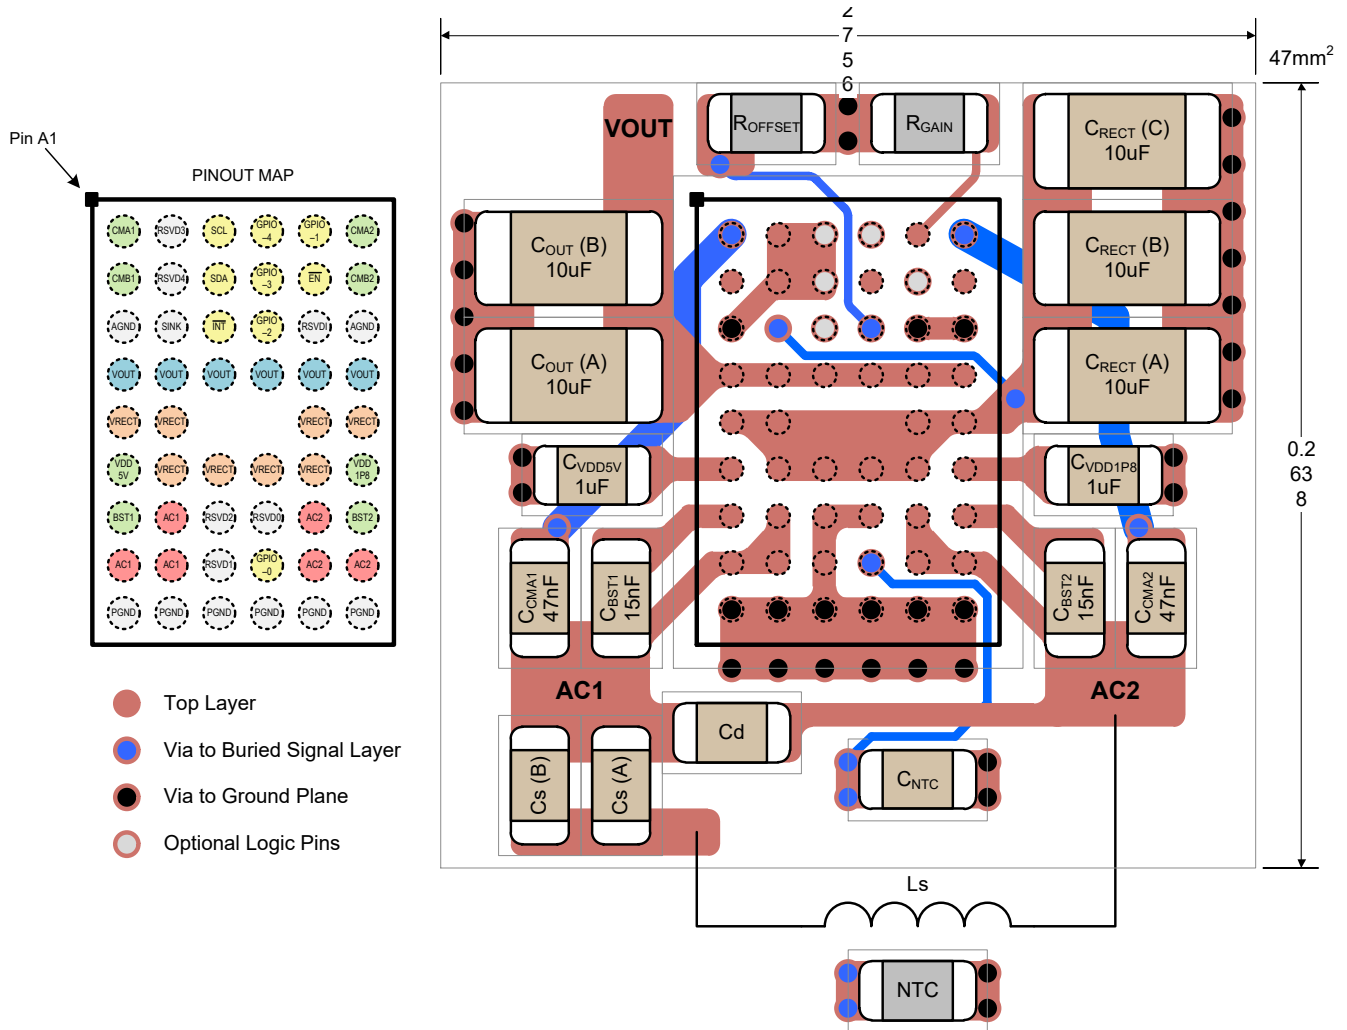 2
7
5
6
47mm2
Pin A1
PINOUT MAP
CMA1 RSVD3 SCL GPIO–4 GPIO–1 CMA2
CMB1 RSVD4 SDA GPIO–3 EN CMB2
AGND SINK INT GPIO–2 RSVDI AGND
VOUT VOUT VOUT VOUT VOUT VOUT
VRECT VRECT VRECT VRECT
VDD5V VRECT VRECT VRECT VRECT VDD1P8
BST1 AC1 RSVD2 RSVD0 AC2 BST2
AC1 AC1 RSVD1 GPIO–0 AC2 AC2
PGND PGND PGND PGND PGND PGND
Top Layer
Via to Buried Signal Layer
Via to Ground Plane
Optional Logic Pins
VOUT
ROFFSET
RGAIN
CRECT (C)
10uF
COUT (B)
10uF
CRECT (B)
10uF
COUT (A)
10uF
CRECT (A)
10uF
CVDD5V
1uF
CVDD1P8
1uF
0.2
63
8
CCMA1
47nF
CBST1
15nF
CBST2
15nF
CCMA2
47nF
AC1
AC2
Cd
Cs (B)
Cs (A)
CNTC
Ls
NTC